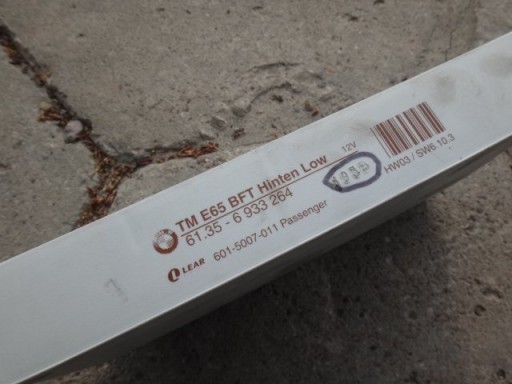 TM E65 BFT Hinten Low 12V
61.35 - 6 933 264
HW03 / SW6.10.3
LEAR 601-5007-011 Passenger